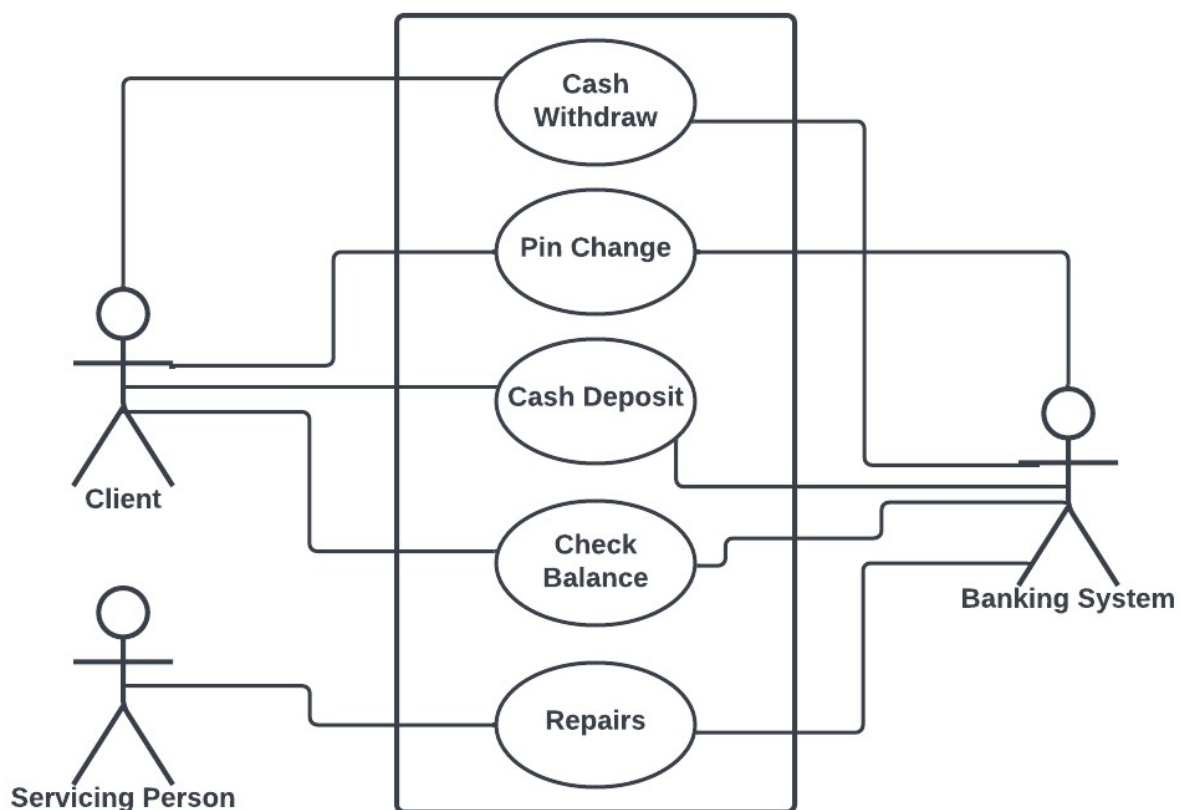 Cash
Withdraw
Pin Change
Cash Deposit
Client
Check
Balance
Banking System
Repairs
Servicing Person